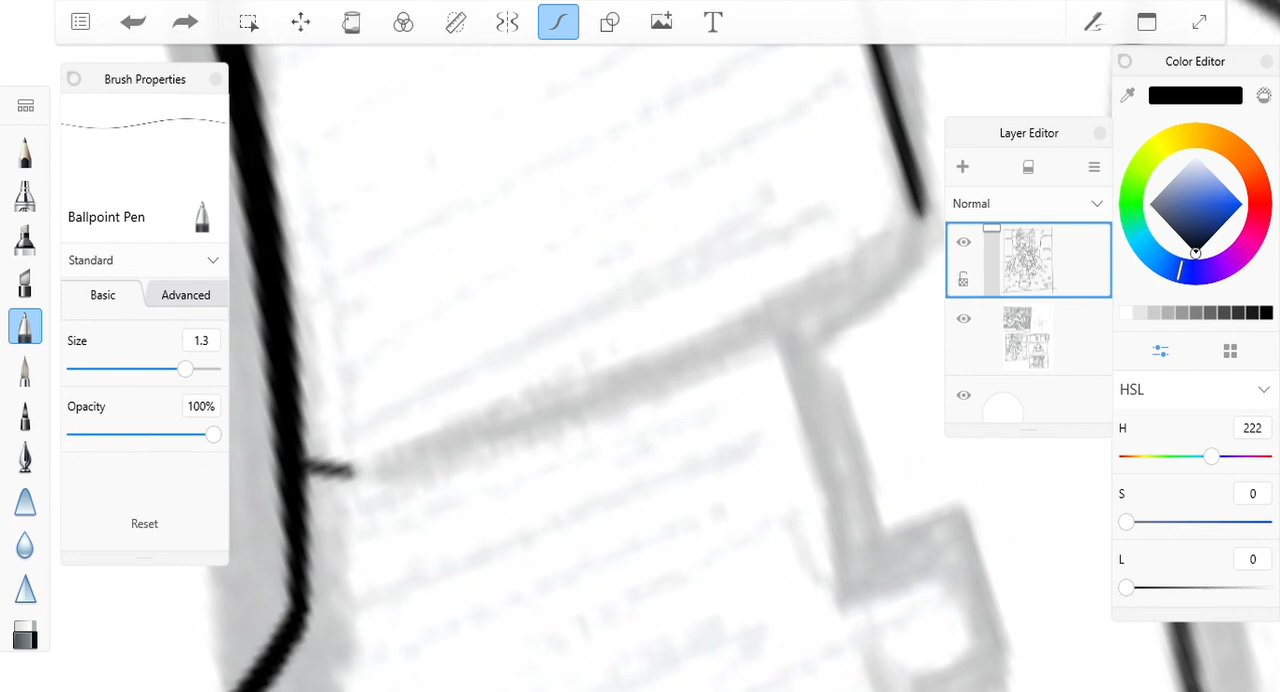 T
Brush Properties
Ballpoint Pen
Standard
Basic
Advanced
Size
1.3
Opacity
100%
Reset
Layer Editor
Normal
Color Editor
HSL
H
222
S
0
L
0